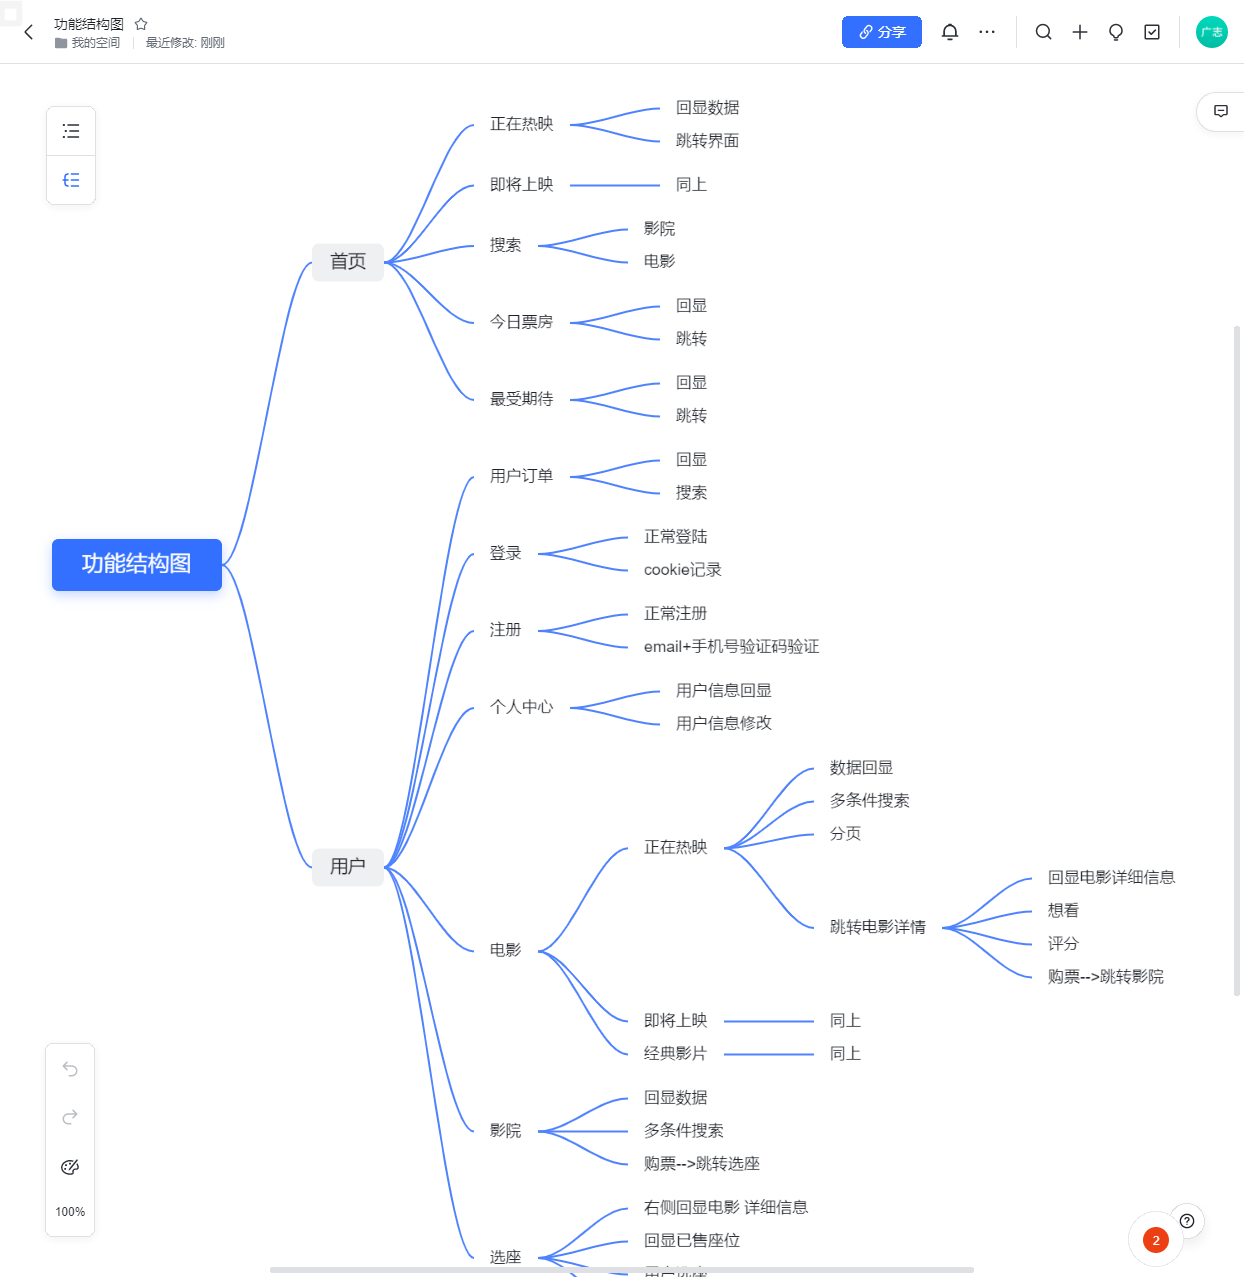 功能结构图
我的空间
最近修改: 刚刚
分享
广志
功能结构图
首页
正在热映
回显数据
跳转界面
即将上映
同上
搜索
影院
电影
今日票房
回显
跳转
最受期待
回显
跳转
用户
用户订单
回显
搜索
登录
正常登陆
cookie记录
注册
正常注册
email+手机号验证码验证
个人中心
用户信息回显
用户信息修改
电影
正在热映
数据回显
多条件搜索
分页
跳转电影详情
回显电影详细信息
想看
评分
购票-->跳转影院
即将上映
同上
经典影片
同上
影院
回显数据
多条件搜索
购票-->跳转选座
选座
右侧回显电影 详细信息
回显已售座位
100%
2